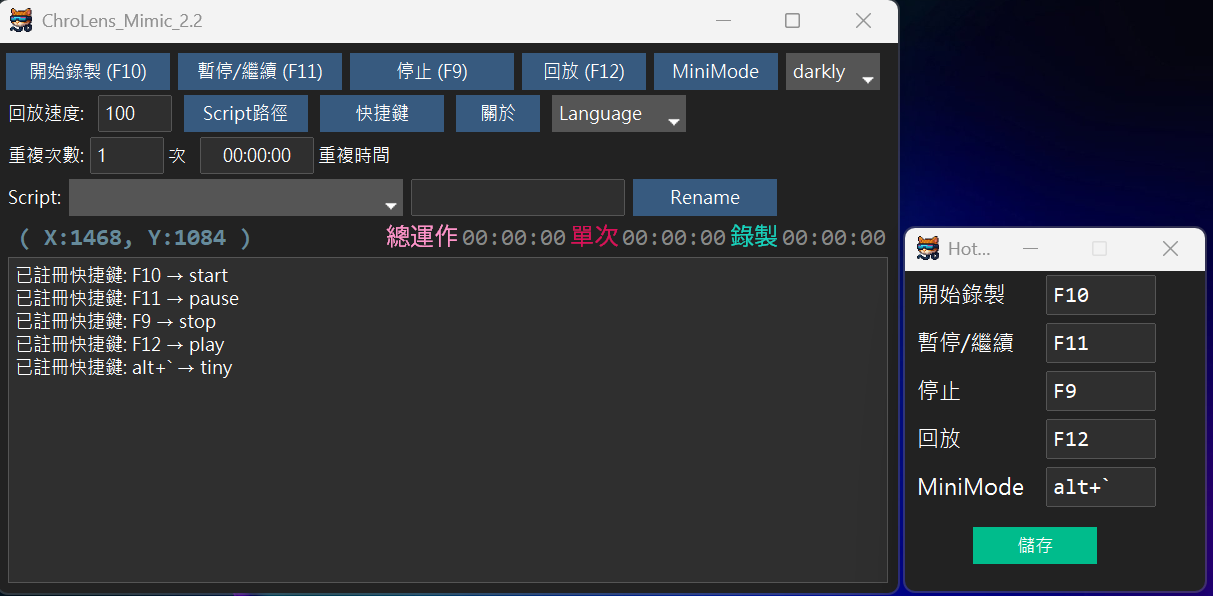 ChroLens_Mimic_2.2
開始錄製 (F10) 暫停/繼續 (F11) 停止 (F9) 回放 (F12) MiniMode darkly
回放速度: 100 Script路徑 快捷鍵 關於 Language
重複次數: 1 次 00:00:00 重複時間
Script: Rename
( X:1468, Y:1084 ) 總運作 00:00:00 單次 00:00:00 錄製 00:00:00
已註冊快捷鍵: F10 → start
已註冊快捷鍵: F11 → pause
已註冊快捷鍵: F9 → stop
已註冊快捷鍵: F12 → play
已註冊快捷鍵: alt+` → tiny
Hot...
開始錄製 F10
暫停/繼續 F11
停止 F9
回放 F12
MiniMode alt+`
儲存